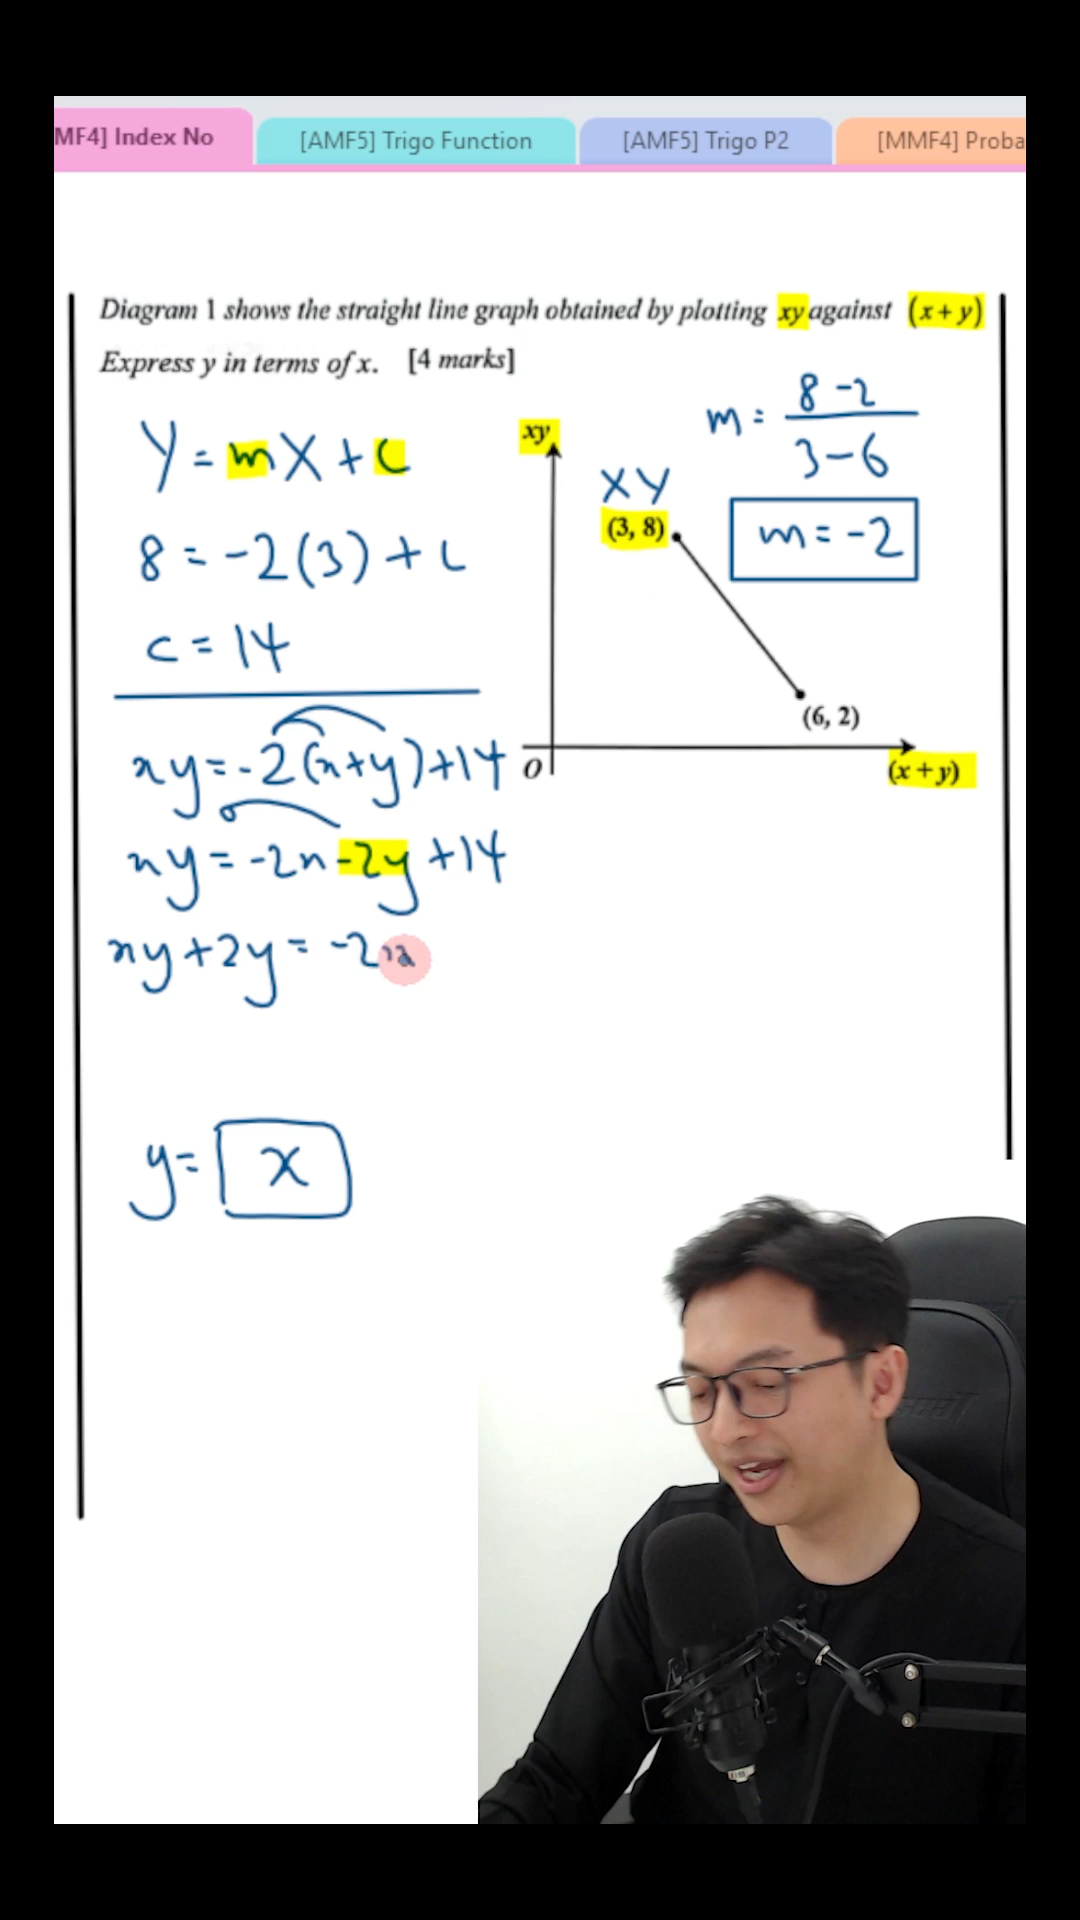 MF4] Index No
[AMF5] Trigo Function
[AMF5] Trigo P2
[MMF4] Proba
Diagram 1 shows the straight line graph obtained by plotting xy against (x + y)
Express y in terms of x. [4 marks]
Y = mX + c
8 = -2(3) + c
c = 14
xy = -2(x+y)+14
xy = -2x -2y +14
xy + 2y = -2x
y = x
xy
XY
(3, 8)
(6, 2)
O
(x + y)
m = 8 - 2 / 3 - 6
m = -2